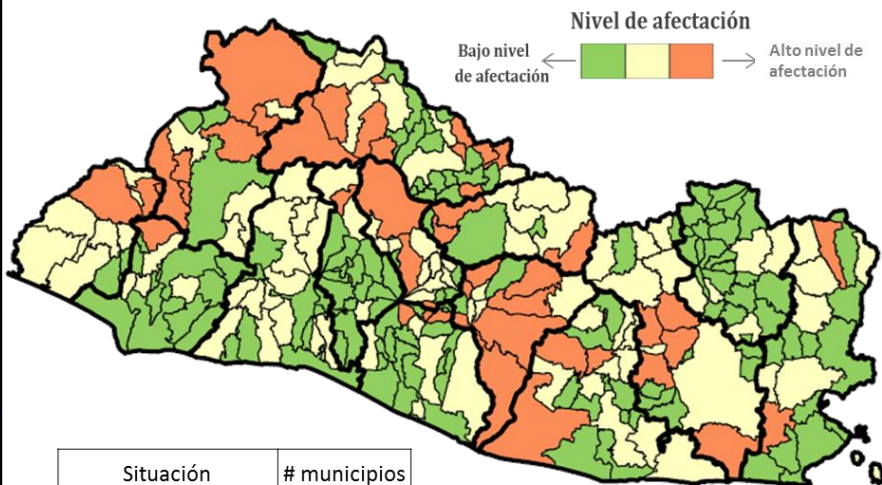 Nivel de afectación
Bajo nivel
de afectación
Alto nivel de
afectación
Situación # municipios